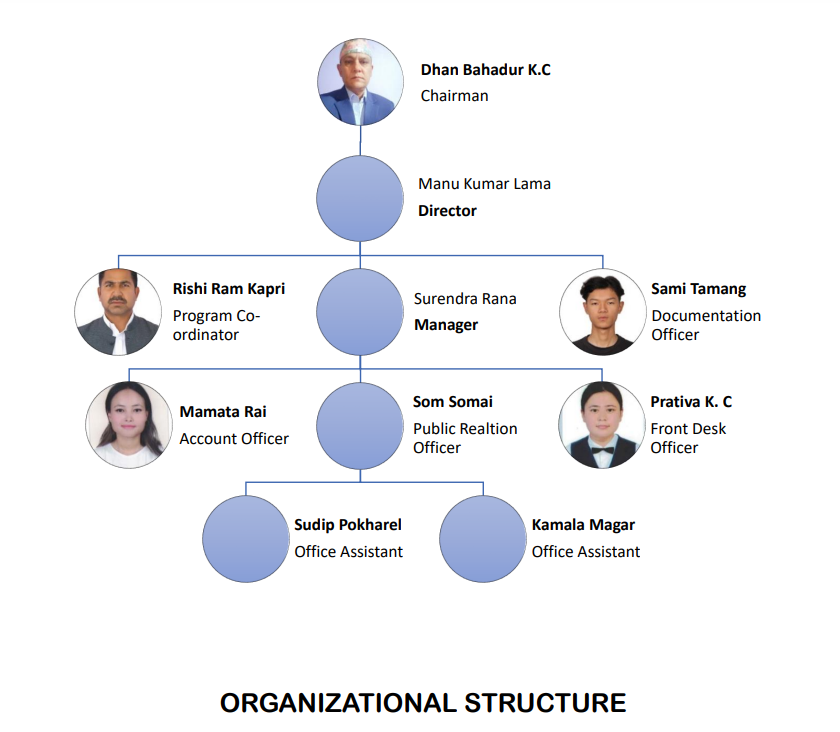 Dhan Bahadur K.C
Chairman
Manu Kumar Lama
Director
Rishi Ram Kapri
Program Co-
ordinator
Surendra Rana
Manager
Sami Tamang
Documentation
Officer
Mamata Rai
Account Officer
Som Somai
Public Realtion
Officer
Prativa K. C
Front Desk
Officer
Sudip Pokharel
Office Assistant
Kamala Magar
Office Assistant
ORGANIZATIONAL STRUCTURE